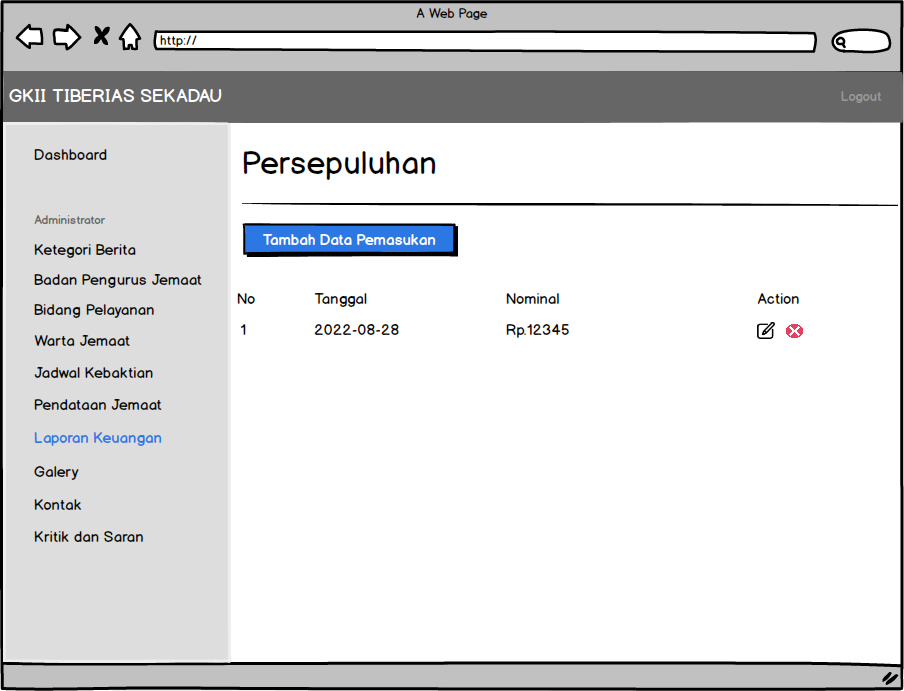 A Web Page
http://
GKII TIBERIAS SEKADAU
Logout
Dashboard
Administrator
Ketegori Berita
Badan Pengurus Jemaat
Bidang Pelayanan
Warta Jemaat
Jadwal Kebaktian
Pendataan Jemaat
Laporan Keuangan
Galery
Kontak
Kritik dan Saran
Persepuluhan
Tambah Data Pemasukan
No Tanggal Nominal Action
1 2022-08-28 Rp.12345